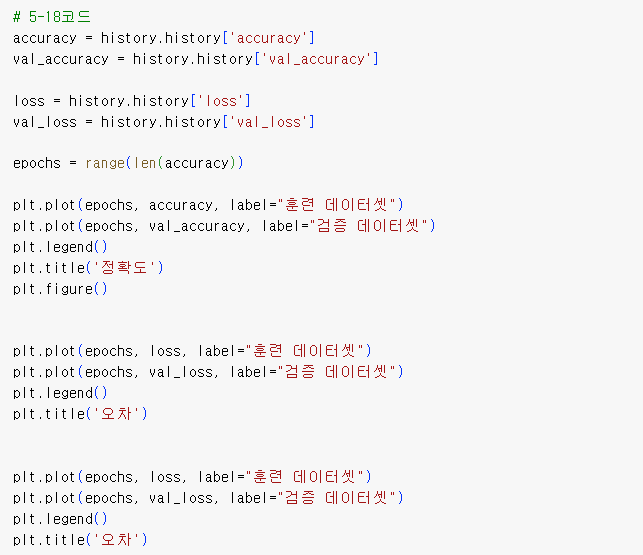 # 5-18코드
accuracy = history.history['accuracy']
val_accuracy = history.history['val_accuracy']
loss = history.history['loss']
val_loss = history.history['val_loss']
epochs = range(len(accuracy))
plt.plot(epochs, accuracy, label="훈련 데이터셋")
plt.plot(epochs, val_accuracy, label="검증 데이터셋")
plt.legend()
plt.title('정확도')
plt.figure()
plt.plot(epochs, loss, label="훈련 데이터셋")
plt.plot(epochs, val_loss, label="검증 데이터셋")
plt.legend()
plt.title('오차')
plt.plot(epochs, loss, label="훈련 데이터셋")
plt.plot(epochs, val_loss, label="검증 데이터셋")
plt.legend()
plt.title('오차')